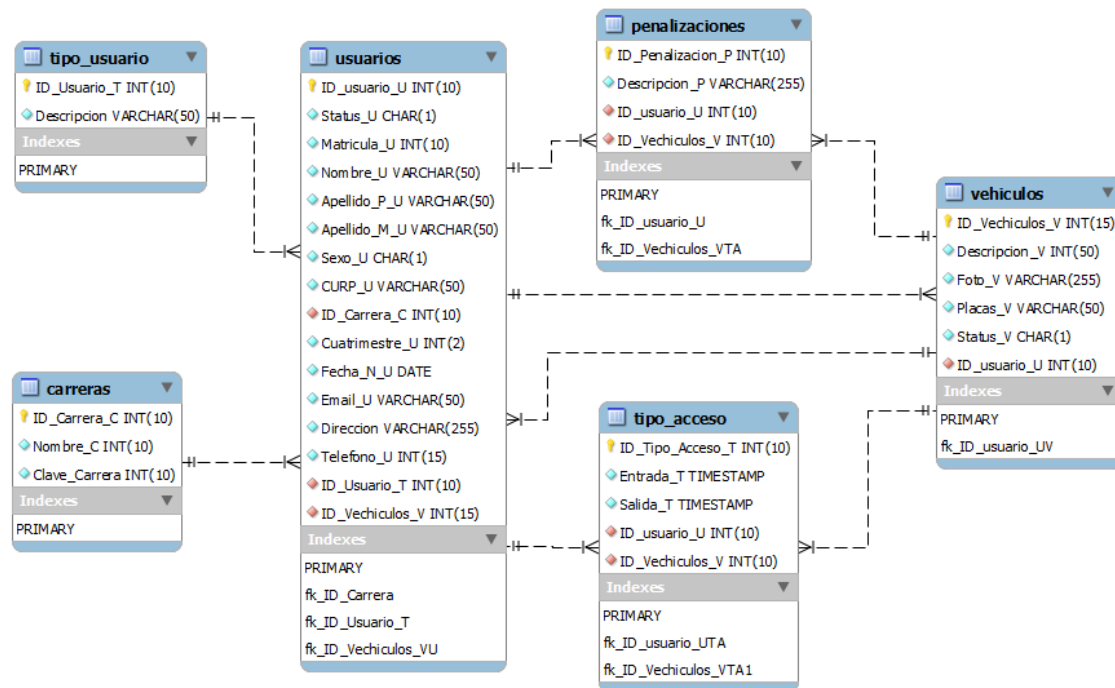 tipo_usuario
ID_Usuario_T INT(10)
Descripcion VARCHAR(50)
Indexes
PRIMARY
usuarios
ID_usuario_U INT(10)
Status_U CHAR(1)
Matricula_U INT(10)
Nombre_U VARCHAR(50)
Apellido_P_U VARCHAR(50)
Apellido_M_U VARCHAR(50)
Sexo_U CHAR(1)
CURP_U VARCHAR(50)
ID_Carrera_C INT(10)
Cuatrimestre_U INT(2)
Fecha_N_U DATE
Email_U VARCHAR(50)
Direccion VARCHAR(255)
Telefono_U INT(15)
ID_Usuario_T INT(10)
ID_Vechiculos_V INT(15)
Indexes
PRIMARY
fk_ID_Carrera
fk_ID_Usuario_T
fk_ID_Vechiculos_VU
penalizaciones
ID_Penalizacion_P INT(10)
Descripcion_P VARCHAR(255)
ID_usuario_U INT(10)
ID_Vechiculos_V INT(10)
Indexes
PRIMARY
fk_ID_usuario_U
fk_ID_Vechiculos_VTA
vehiculos
ID_Vechiculos_V INT(15)
Descripcion_V INT(50)
Foto_V VARCHAR(255)
Placas_V VARCHAR(50)
Status_V CHAR(1)
ID_usuario_U INT(10)
Indexes
PRIMARY
fk_ID_usuario_UV
carreras
ID_Carrera_C INT(10)
Nombre_C INT(10)
Clave_Carrera INT(10)
Indexes
PRIMARY
tipo_acceso
ID_Tipo_Acceso_T INT(10)
Entrada_T TIMESTAMP
Salida_T TIMESTAMP
ID_usuario_U INT(10)
ID_Vechiculos_V INT(10)
Indexes
PRIMARY
fk_ID_usuario_UTA
fk_ID_Vechiculos_VTA1